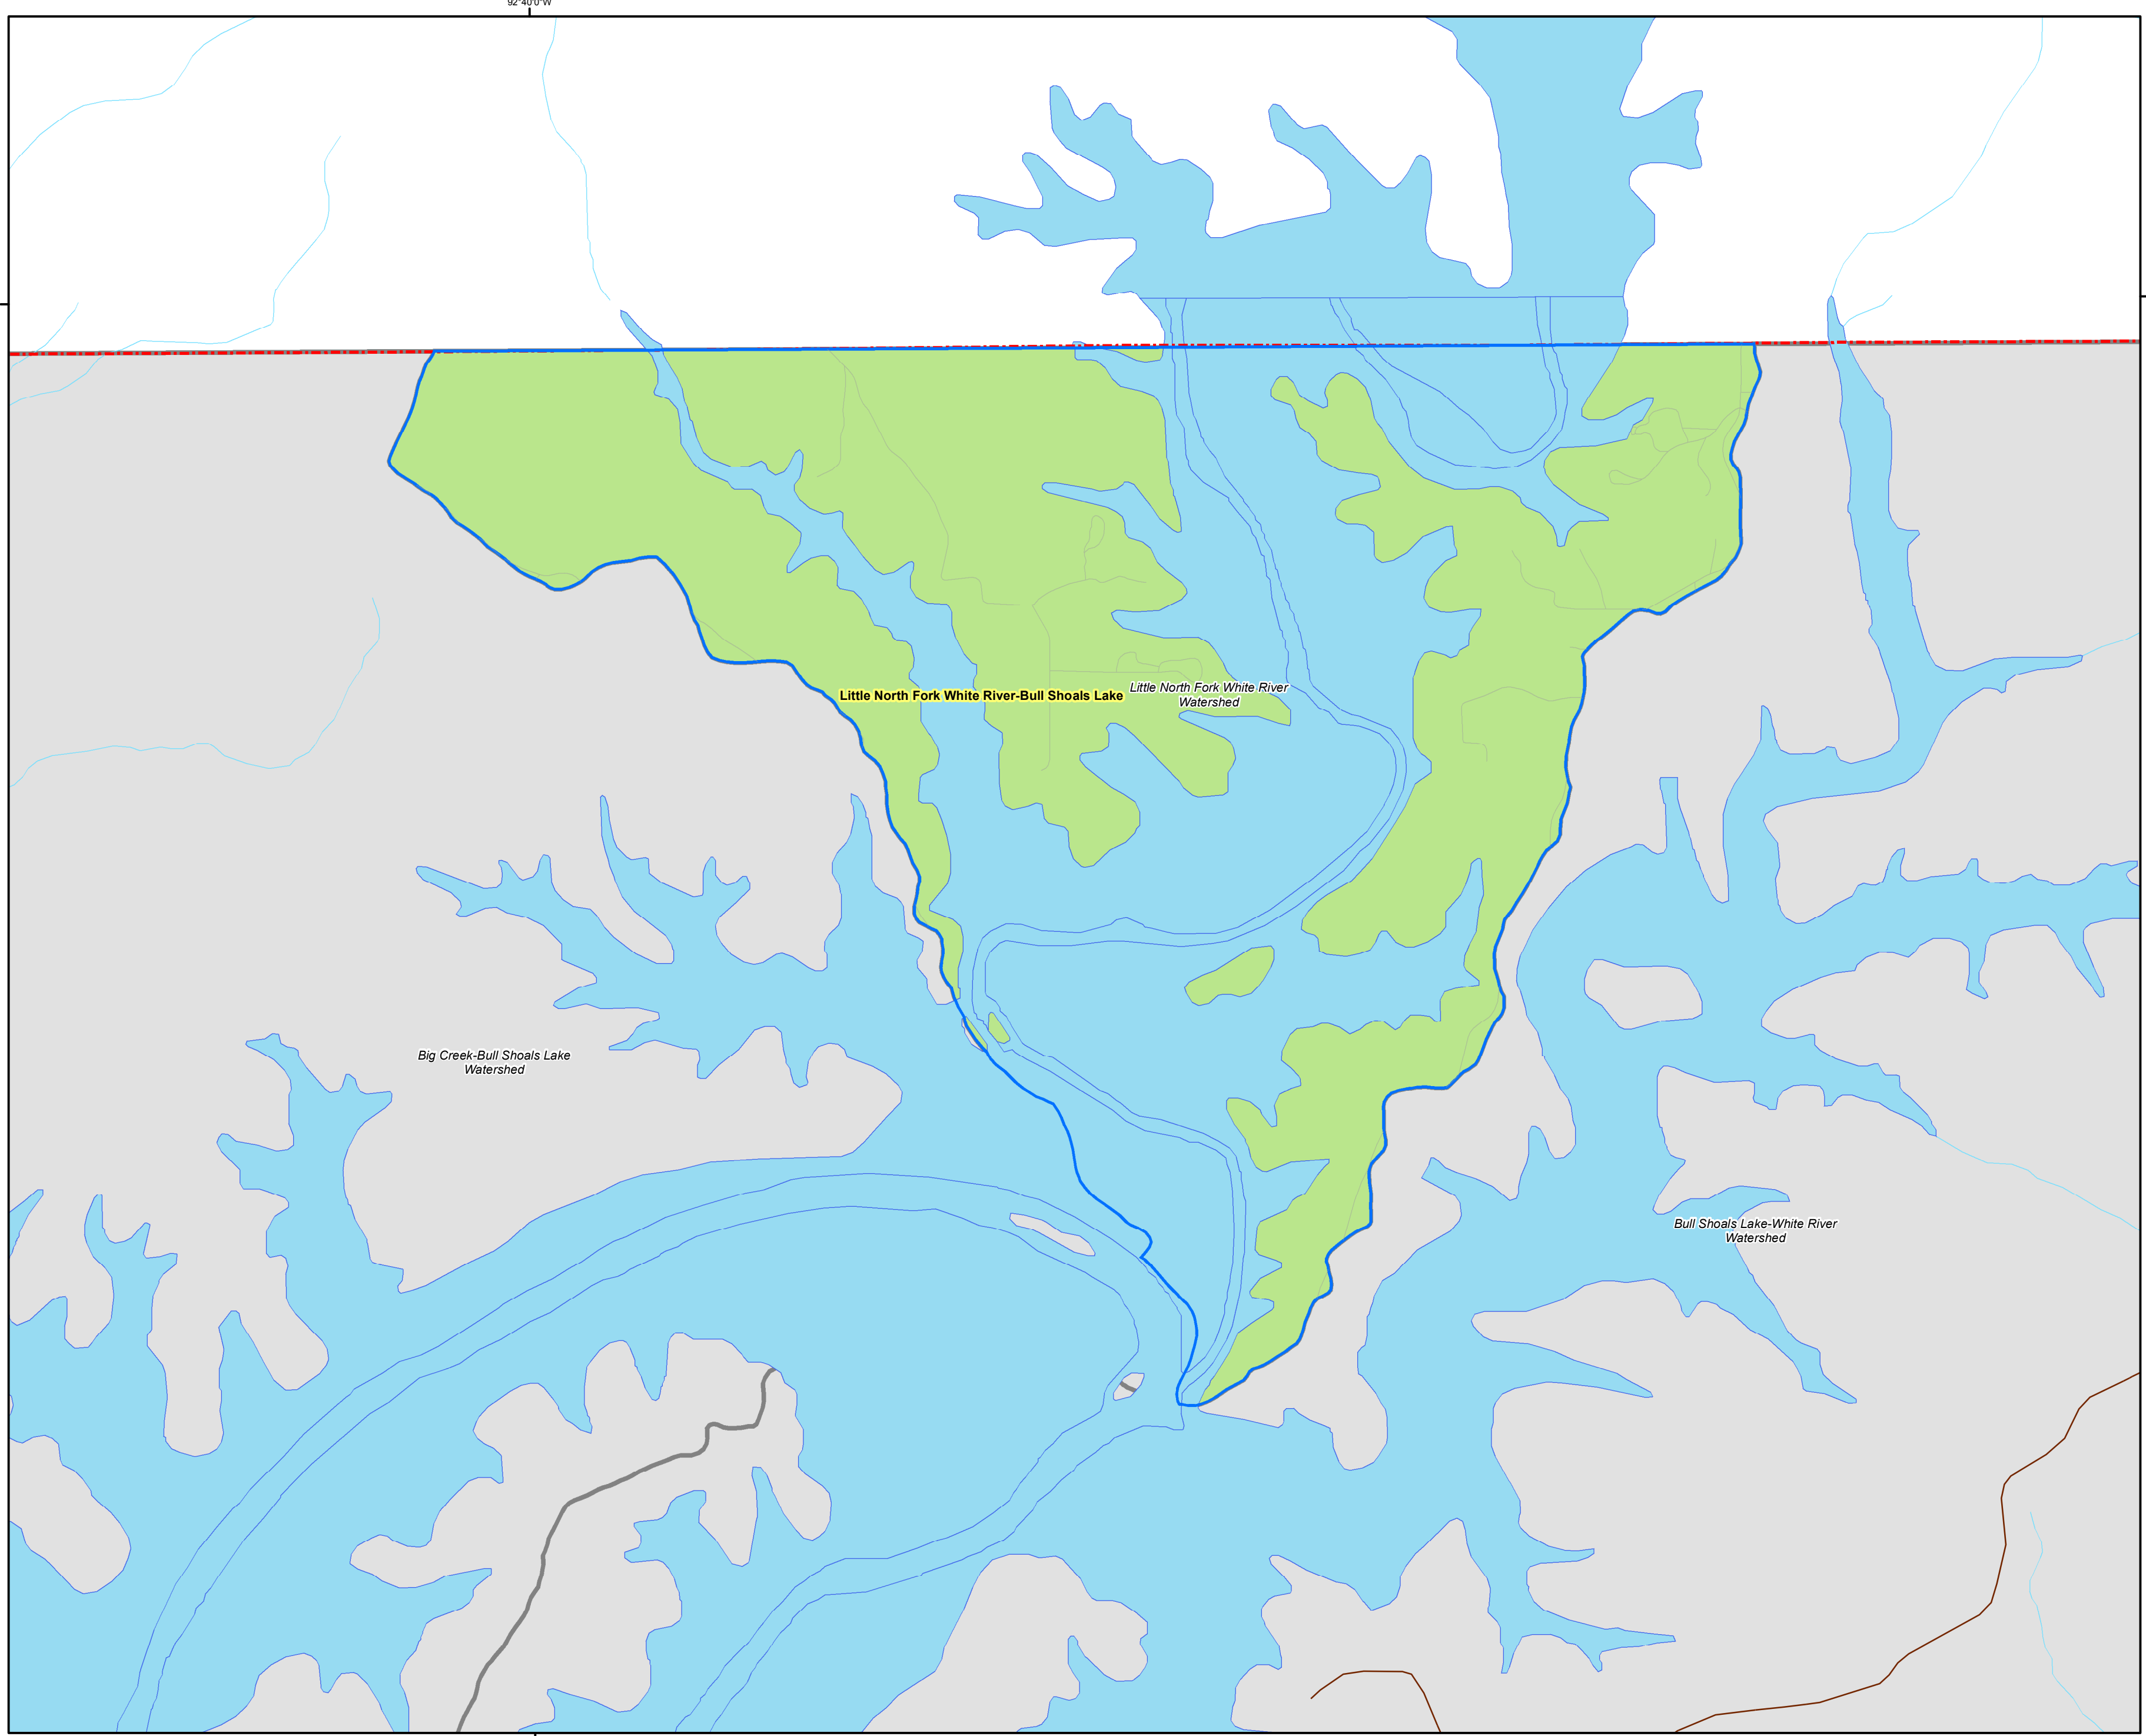 92°40'0"W
Little North Fork White River-Bull Shoals Lake
Little North Fork White River
Watershed
Big Creek-Bull Shoals Lake
Watershed
Bull Shoals Lake-White River
Watershed